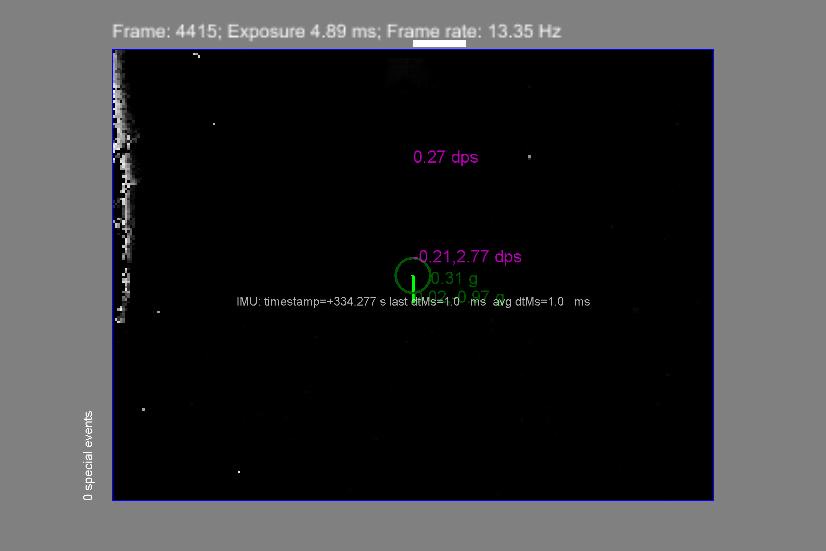 Frame: 4415; Exposure 4.89 ms; Frame rate: 13.35 Hz
0.27 dps
-0.21,2.77 dps
0.31 g
IMU: timestamp=+334.277 s last dtMs=1.0 ms avg dtMs=1.0 ms
0 special events